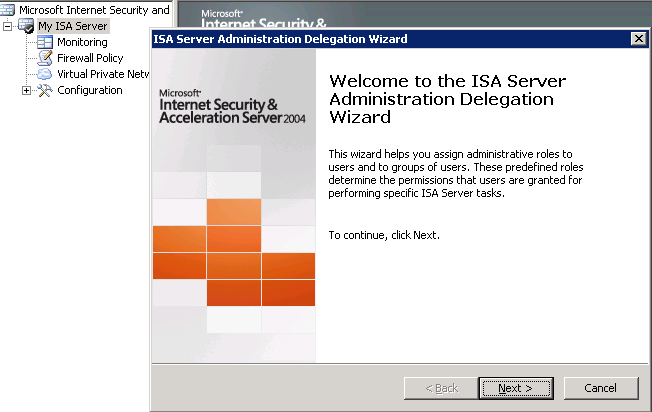 Microsoft Internet Security and
My ISA Server
Monitoring
Firewall Policy
Virtual Private Netw
Configuration
Microsoft®
Internet Security &
ISA Server Administration Delegation Wizard
Microsoft®
Internet Security &
Acceleration Server 2004
Welcome to the ISA Server
Administration Delegation
Wizard
This wizard helps you assign administrative roles to
users and to groups of users. These predefined roles
determine the permissions that users are granted for
performing specific ISA Server tasks.
To continue, click Next.
< Back
Next >
Cancel